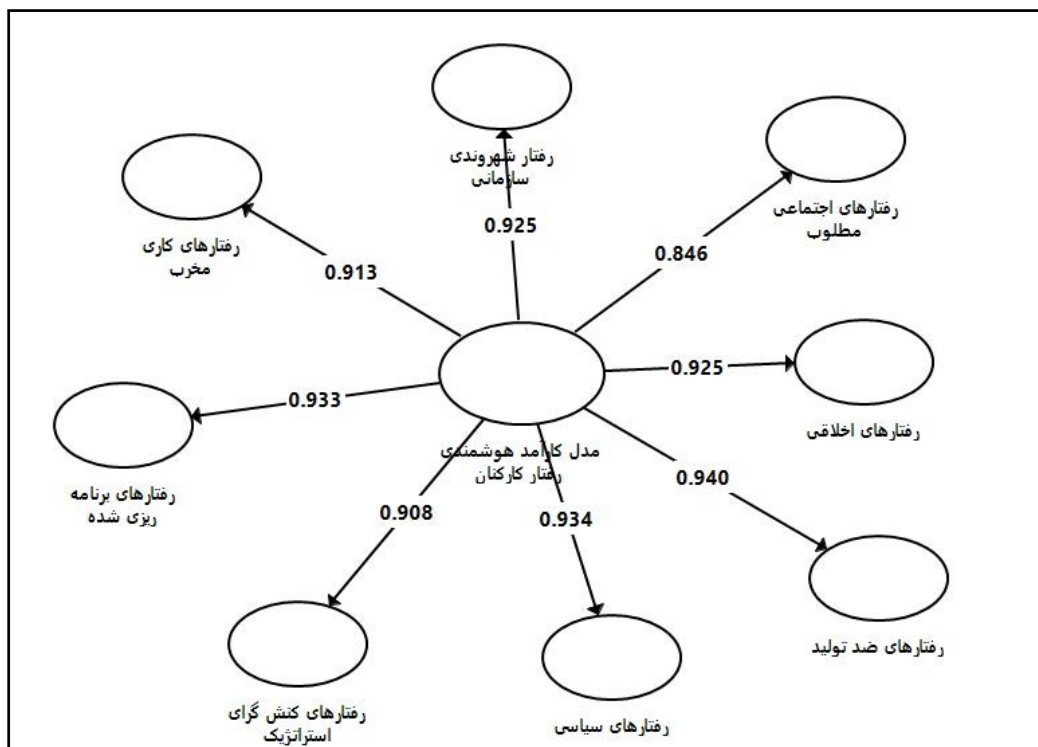 رفتار شهروندی
سازمانی
0.925
رفتارهای اجتماعی
مطلوب
0.846
رفتارهای کاری
مخرب
0.913
0.925
رفتارهای اخلاقی
0.933
رفتارهای برنامه
ریزی شده
مدل کارآمد هوشمندی
رفتار کارکنان
0.940
رفتارهای ضد تولید
0.908
0.934
رفتارهای کنش گرای
استراتژیک
رفتارهای سیاسی